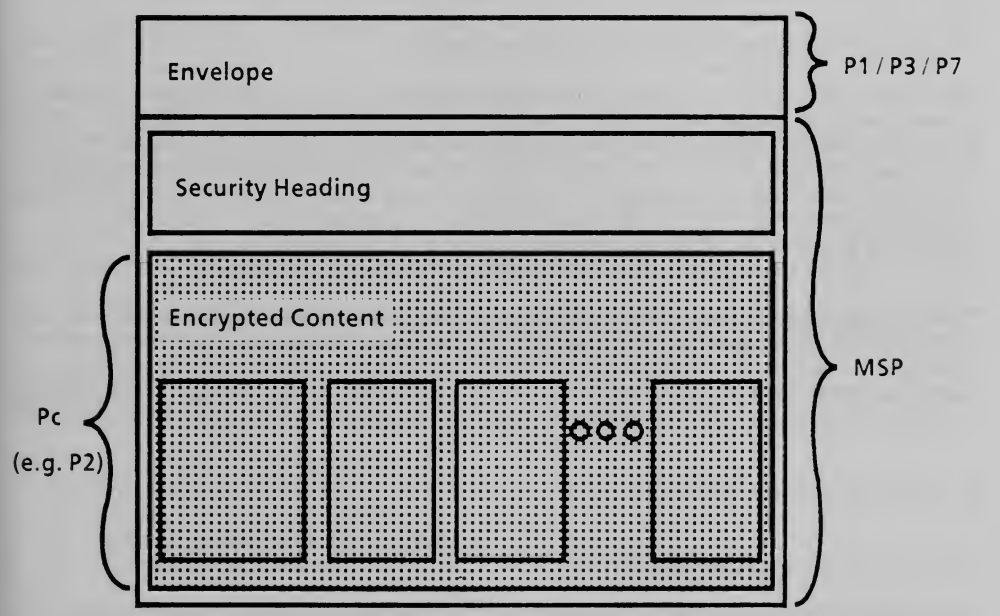 Envelope
P1 / P3 / P7
Security Heading
Encrypted Content
MSP
Pc
(e.g. P2)